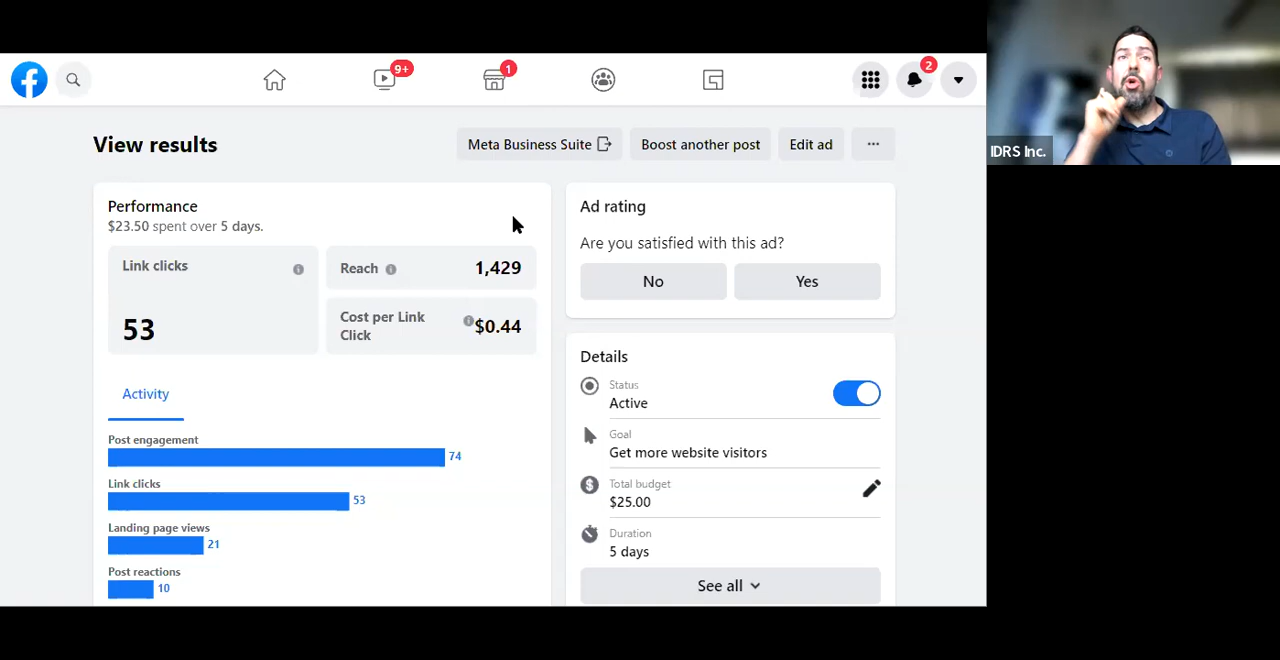 9+
1
2
IDRS Inc.
View results
Meta Business Suite
Boost another post
Edit ad
...
Performance
$23.50 spent over 5 days.
Link clicks
53
Reach
1,429
Cost per Link
Click
$0.44
Activity
Post engagement
74
Link clicks
53
Landing page views
21
Post reactions
10
Ad rating
Are you satisfied with this ad?
No
Yes
Details
Status
Active
Goal
Get more website visitors
Total budget
$25.00
Duration
5 days
See all